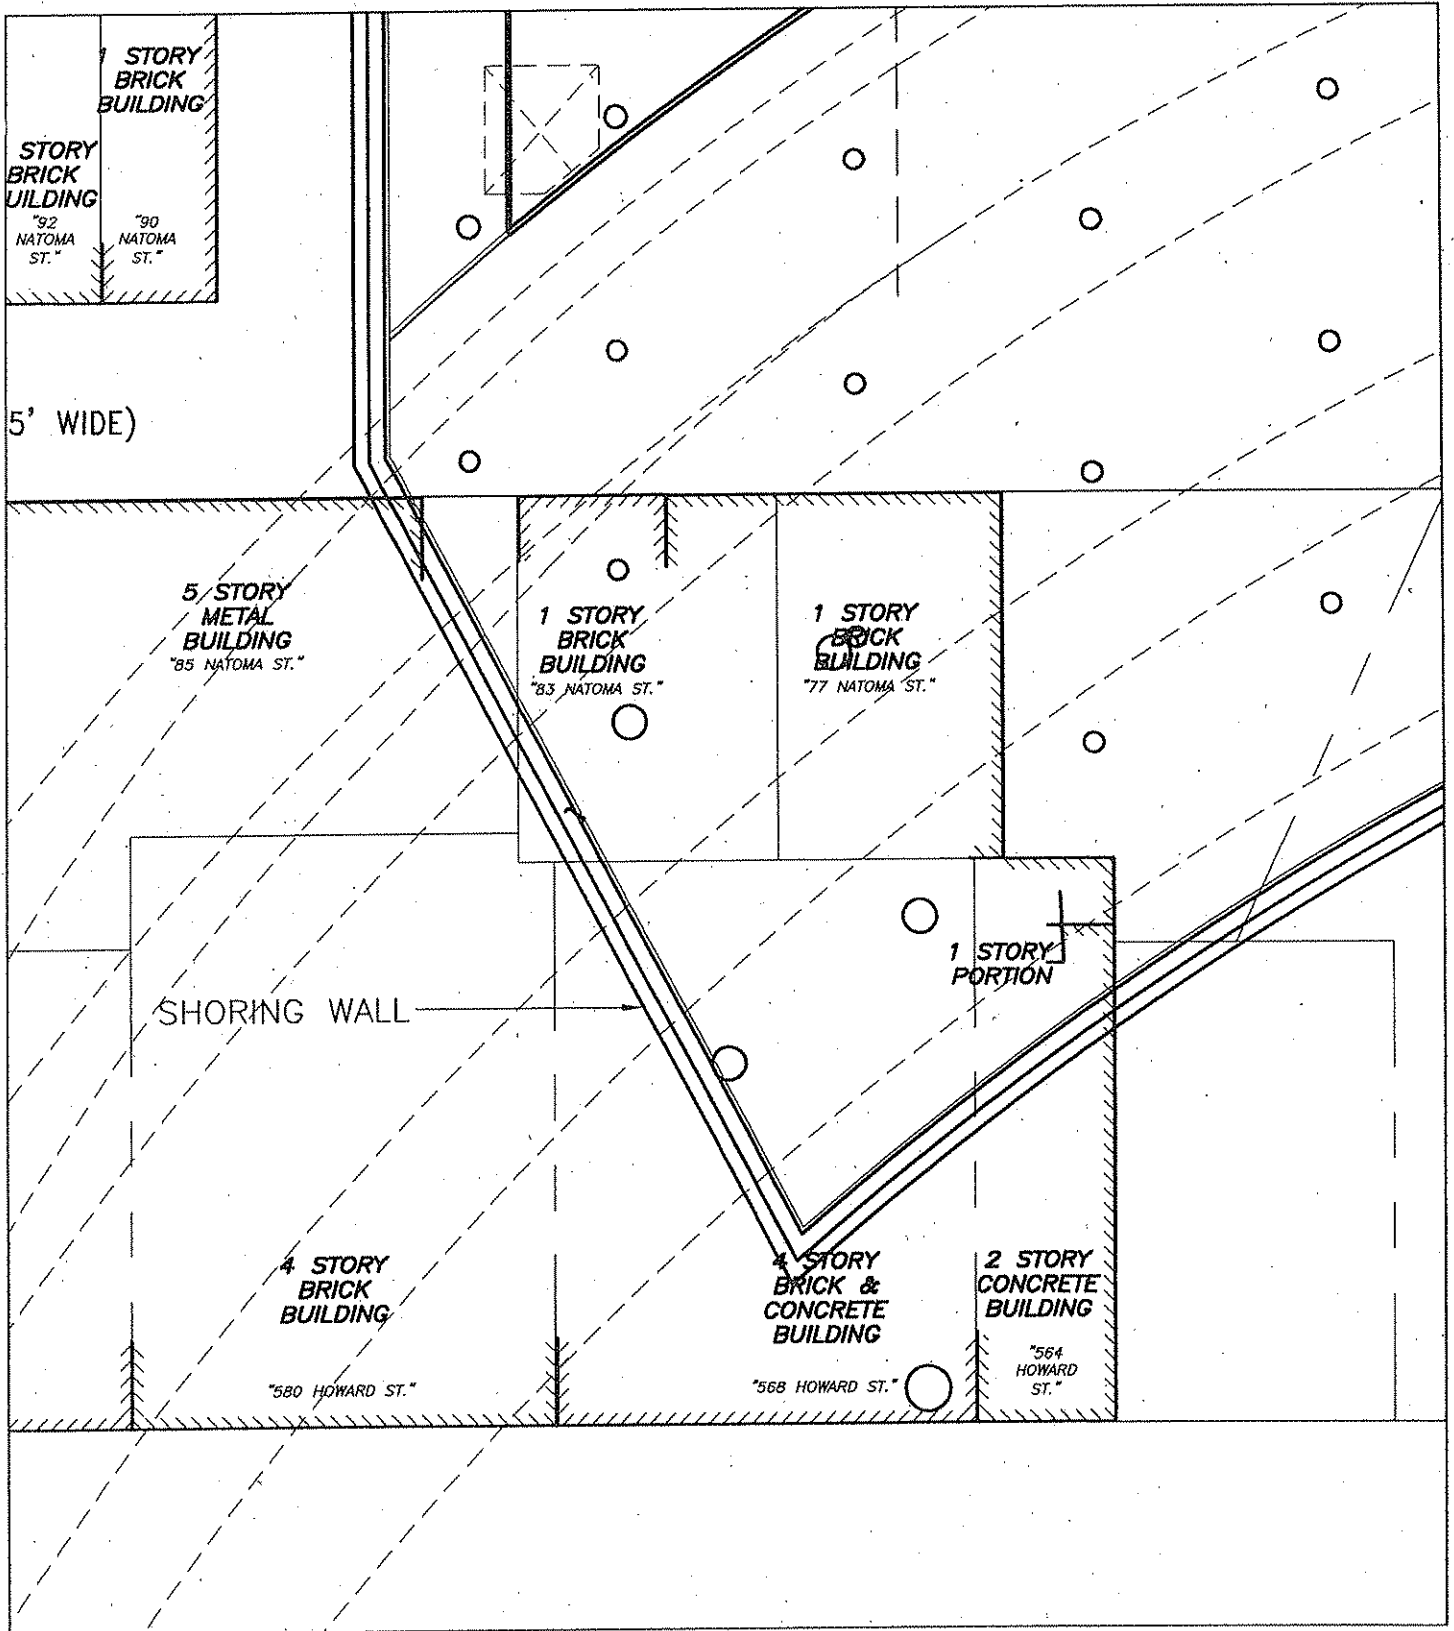 1 STORY
BRICK
BUILDING
STORY
BRICK
UILDING
"92
NATOMA
ST."
"90
NATOMA
ST."
5' WIDE)
5 STORY
METAL
BUILDING
"85 NATOMA ST."
1 STORY
BRICK
BUILDING
"83 NATOMA ST."
1 STORY
BRICK
BUILDING
"77 NATOMA ST."
1 STORY
PORTION
SHORING WALL
4 STORY
BRICK
BUILDING
"580 HOWARD ST."
4 STORY
BRICK &
CONCRETE
BUILDING
"568 HOWARD ST."
2 STORY
CONCRETE
BUILDING
"564
HOWARD
ST."